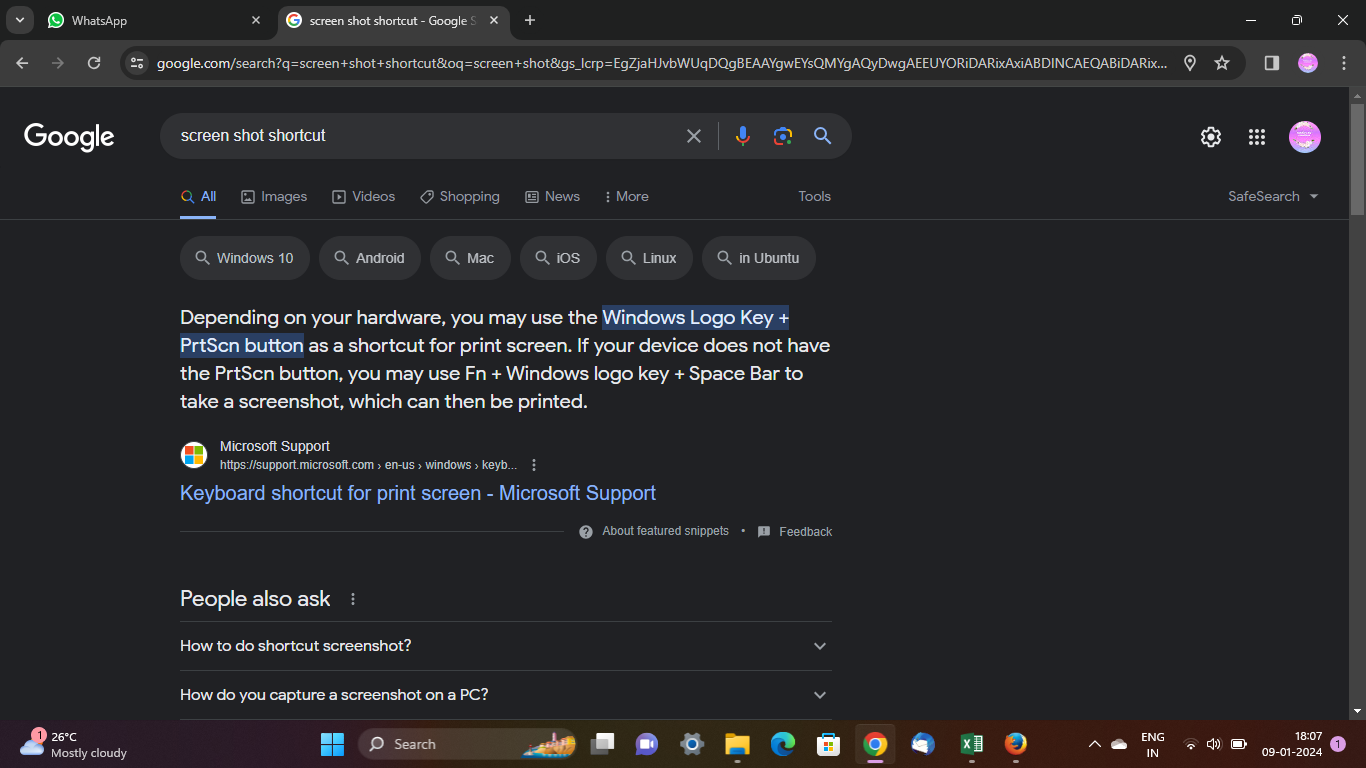 WhatsApp
screen shot shortcut - Google S
google.com/search?q=screen+shot+shortcut&oq=screen+shot&gs_lcrp=EgZjaHJvbWUqDQgBEAAYgwEYsQMYgAQyDwgAEEUYORiDARixAxiABDINCAEQABiDARix...
Google
screen shot shortcut
All Images Videos Shopping News More Tools SafeSearch
Windows 10 Android Mac iOS Linux in Ubuntu
Depending on your hardware, you may use the Windows Logo Key +
PrtScn button as a shortcut for print screen. If your device does not have
the PrtScn button, you may use Fn + Windows logo key + Space Bar to
take a screenshot, which can then be printed.
Microsoft Support
https://support.microsoft.com › en-us › windows › keyb...
Keyboard shortcut for print screen - Microsoft Support
About featured snippets • Feedback
People also ask
How to do shortcut screenshot?
How do you capture a screenshot on a PC?
1
26°C
Mostly cloudy
Search
ENG
IN
18:07
09-01-2024
1